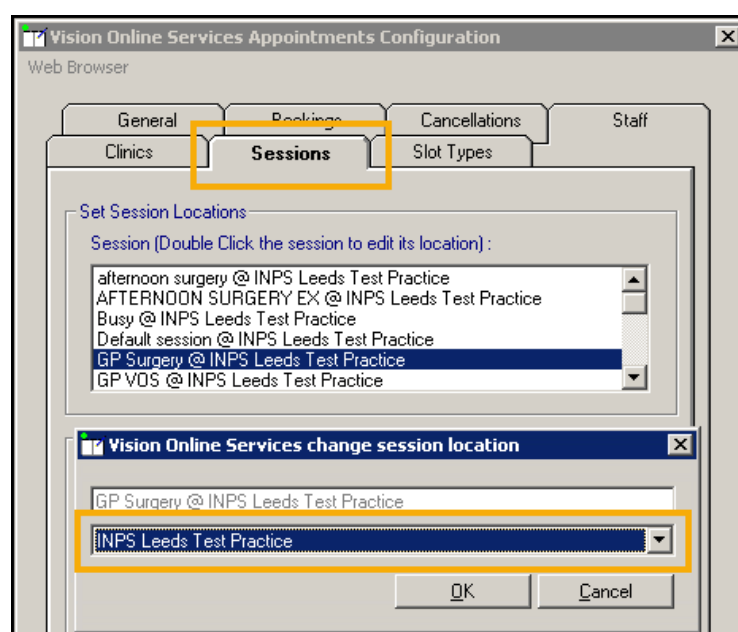 Vision Online Services Appointments Configuration
Web Browser
General Bookings Cancellations Staff
Clinics Sessions Slot Types
Set Session Locations
Session (Double Click the session to edit its location) :
afternoon surgery @ INPS Leeds Test Practice
AFTERNOON SURGERY EX @ INPS Leeds Test Practice
Busy @ INPS Leeds Test Practice
Default session @ INPS Leeds Test Practice
GP Surgery @ INPS Leeds Test Practice
GP VOS @ INPS Leeds Test Practice
Vision Online Services change session location
GP Surgery @ INPS Leeds Test Practice
INPS Leeds Test Practice
OK Cancel